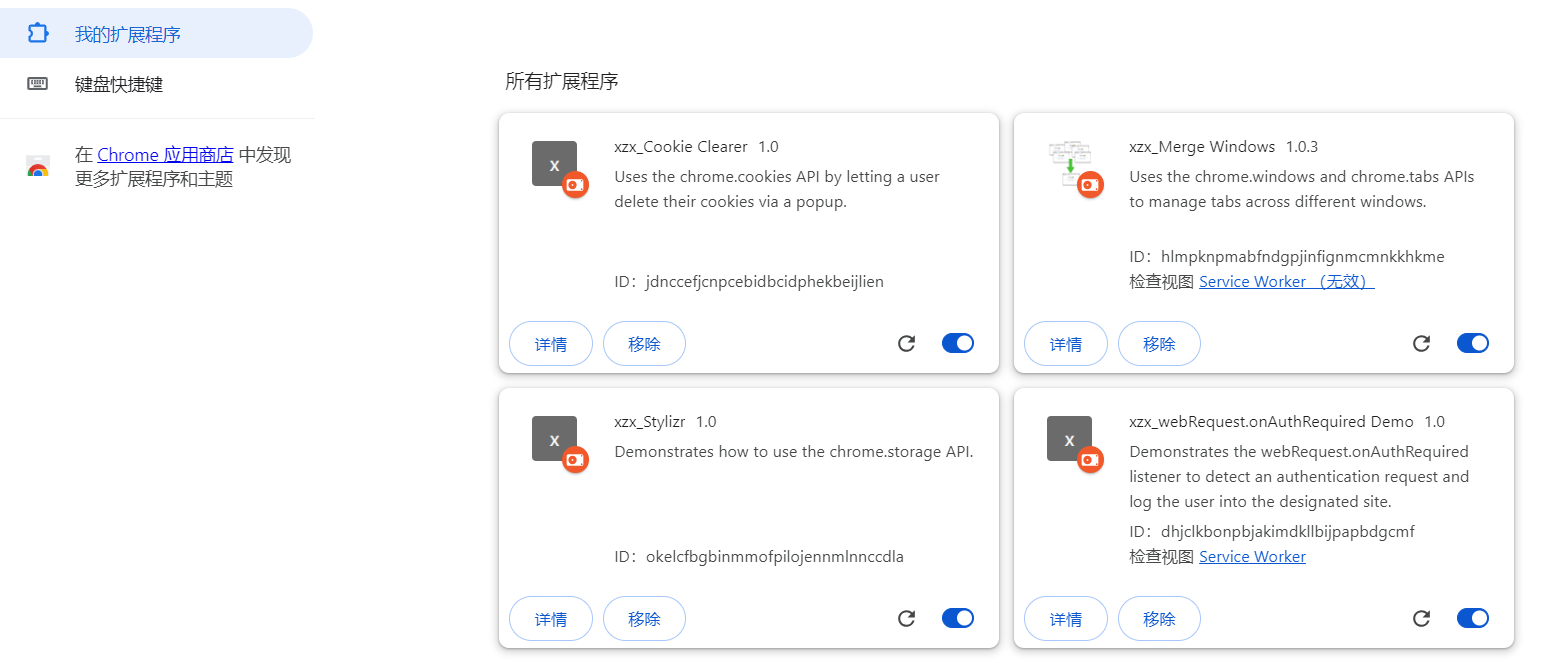 我的扩展程序
键盘快捷键
在 Chrome 应用商店 中发现
更多扩展程序和主题
所有扩展程序
X
xzx_Cookie Clearer 1.0
Uses the chrome.cookies API by letting a user
delete their cookies via a popup.
ID：jdnccefjcnpcebidbcidphekbeijlien
详情
移除
xzx_Merge Windows 1.0.3
Uses the chrome.windows and chrome.tabs APIs
to manage tabs across different windows.
ID：hlmpknpmabfndgpjinfignmcmnkkhkme
检查视图 Service Worker （无效）
详情
移除
X
xzx_Stylizr 1.0
Demonstrates how to use the chrome.storage API.
ID：okelcfbgbinmmofpilojennmlnnccdla
详情
移除
X
xzx_webRequest.onAuthRequired Demo 1.0
Demonstrates the webRequest.onAuthRequired
listener to detect an authentication request and
log the user into the designated site.
ID：dhjclkbonpbjakimdkllbijpapbdgcmf
检查视图 Service Worker
详情
移除